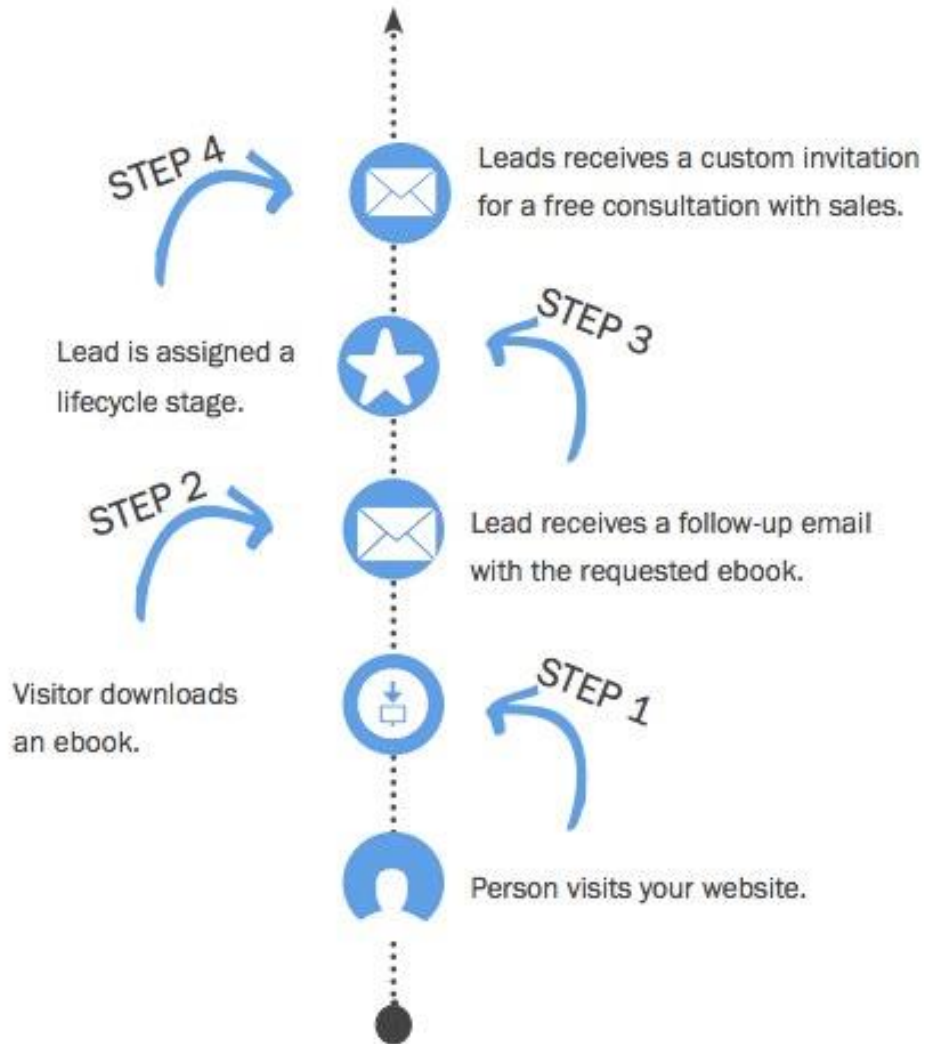 STEP 4
Leads receives a custom invitation
for a free consultation with sales.
STEP 3
Lead is assigned a
lifecycle stage.
STEP 2
Lead receives a follow-up email
with the requested ebook.
STEP 1
Visitor downloads
an ebook.
Person visits your website.